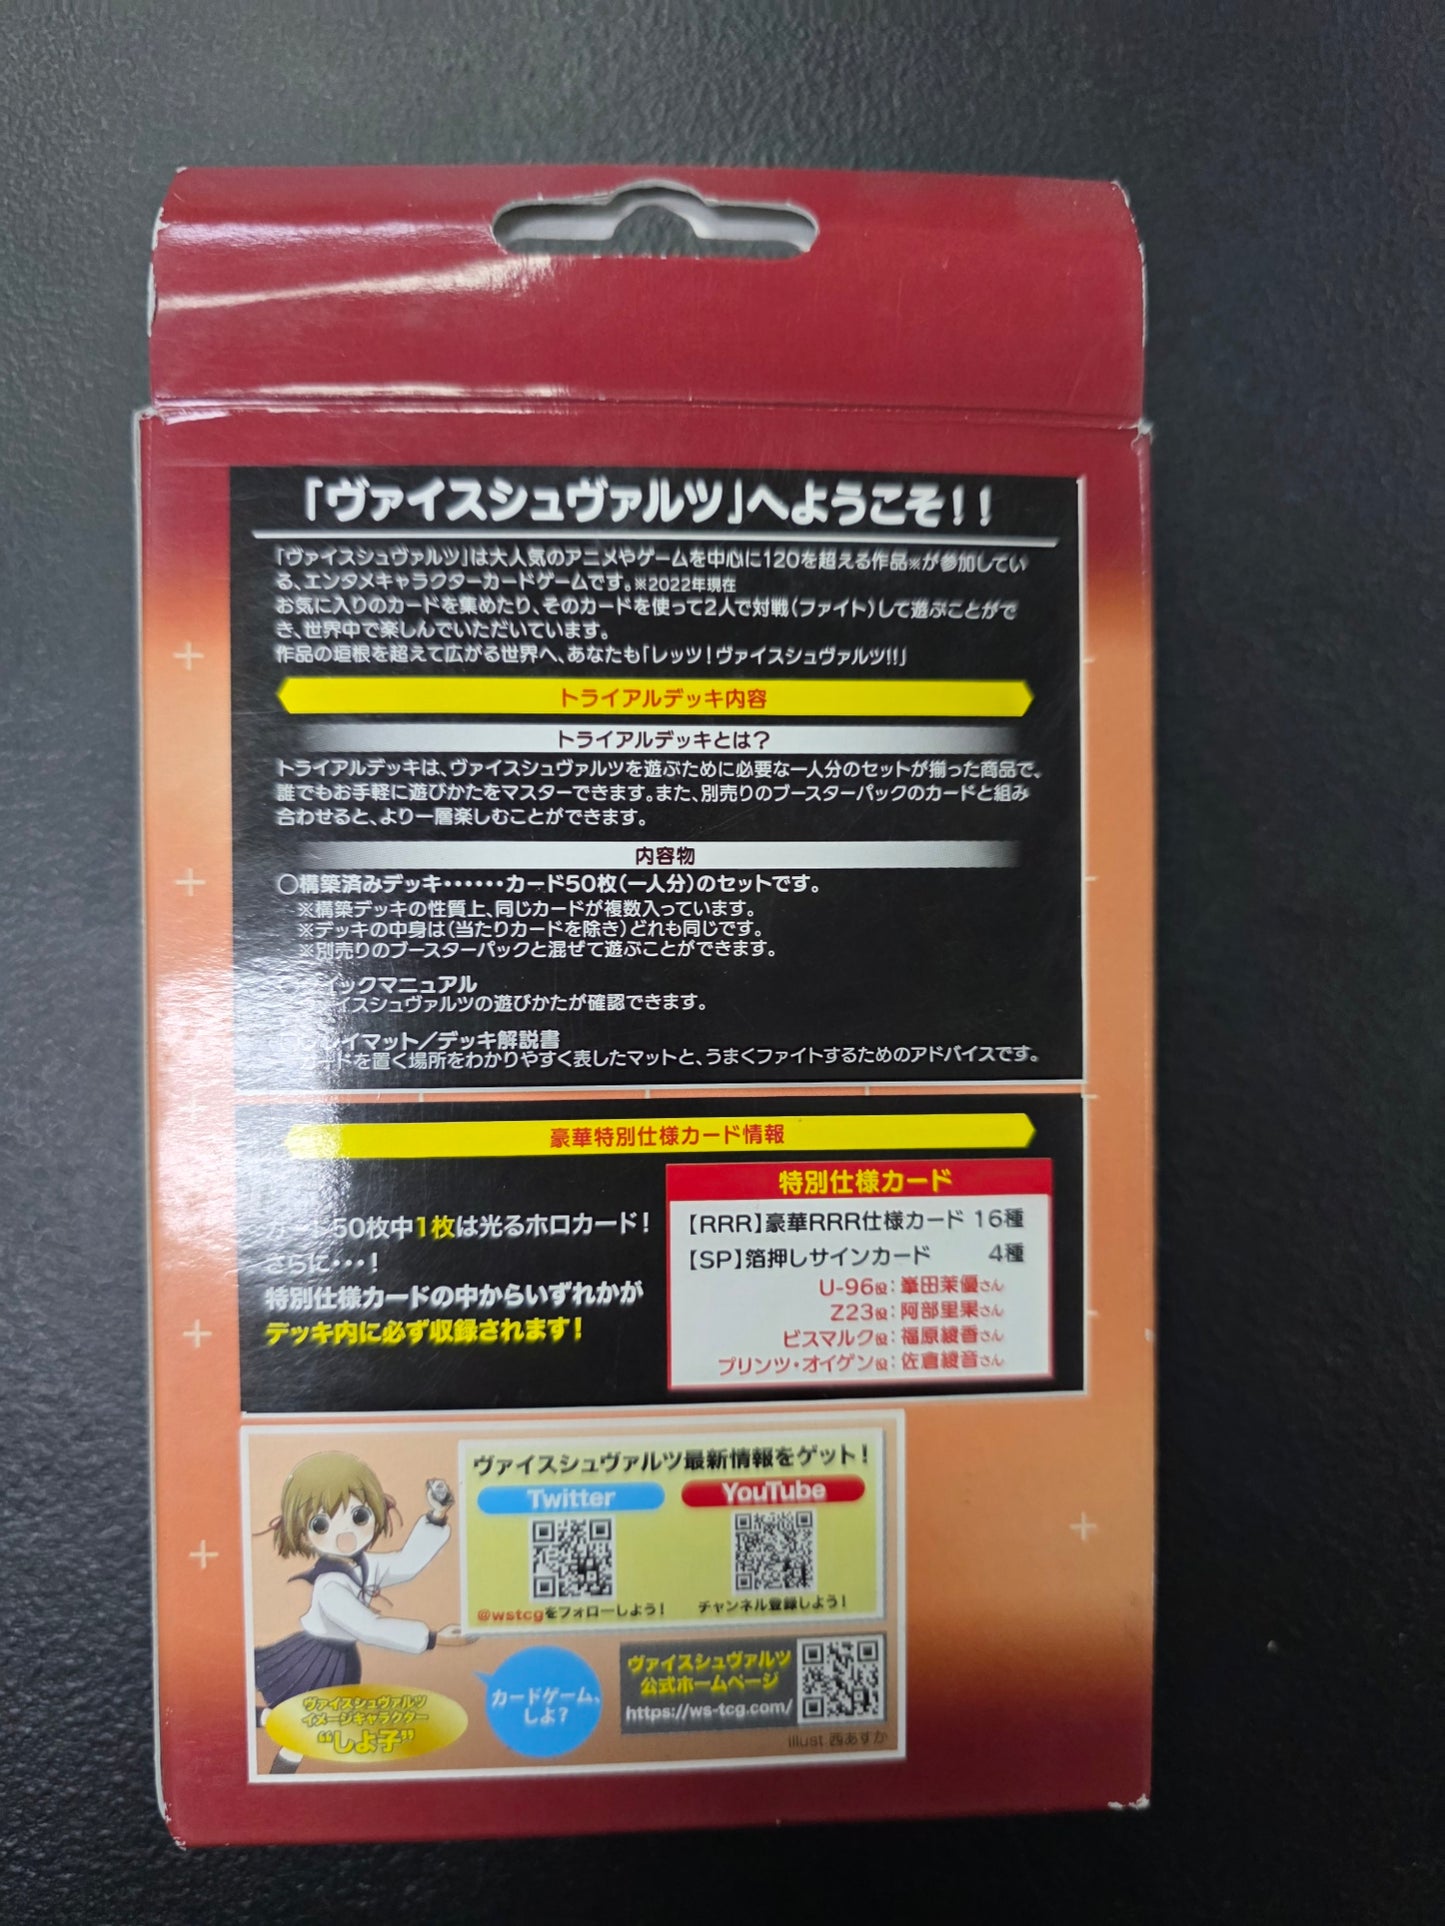 「ヴァイスシュヴァルツ」へようこそ！！
「ヴァイスシュヴァルツ」は大人気のアニメやゲームを中心に120を超える作品※が参加してい
る、エンタメキャラクターカードゲームです。※2022年現在
お気に入りのカードを集めたり、そのカードを使って2人で対戦（ファイト）して遊ぶことがで
き、世界中で楽しんでいただいています。
作品の垣根を超えて広がる世界へ、あなたも「レッツ！ヴァイスシュヴァルツ!!」
トライアルデッキ内容
トライアルデッキとは？
トライアルデッキは、ヴァイスシュヴァルツを遊ぶために必要な一人分のセットが揃った商品で、
誰でもお手軽に遊びかたをマスターできます。また、別売りのブースターパックのカードと組み
合わせると、より一層楽しむことができます。
内容物
○構築済みデッキ・・・・・・カード50枚（一人分）のセットです。
※構築デッキの性質上、同じカードが複数入っています。
※デッキの中身は（当たりカードを除き）どれも同じです。
※別売りのブースターパックと混ぜて遊ぶことができます。
イックマニュアル
イスシュヴァルツの遊びかたが確認できます。
レイマット／デッキ解説書
カードを置く場所をわかりやすく表したマットと、うまくファイトするためのアドバイスです。
豪華特別仕様カード情報
カード50枚中1枚は光るホロカード！
さらに・・・！
特別仕様カードの中からいずれかが
デッキ内に必ず収録されます！
特別仕様カード
【RRR】豪華RRR仕様カード 16種
【SP】箔押しサインカード 4種
U-96役：峯田茉優さん
Z23役：阿部里果さん
ビスマルク役：福原綾香さん
プリンツ・オイゲン役：佐倉綾音さん
ヴァイスシュヴァルツ最新情報をゲット！
Twitter
YouTube
@wstcgをフォローしよう！
チャンネル登録しよう！
ヴァイスシュヴァルツ
公式ホームページ
https://ws-tcg.com/
カードゲーム、
しよ？
ヴァイスシュヴァルツ
イメージキャラクター
“しよ子”
illust.西あすか